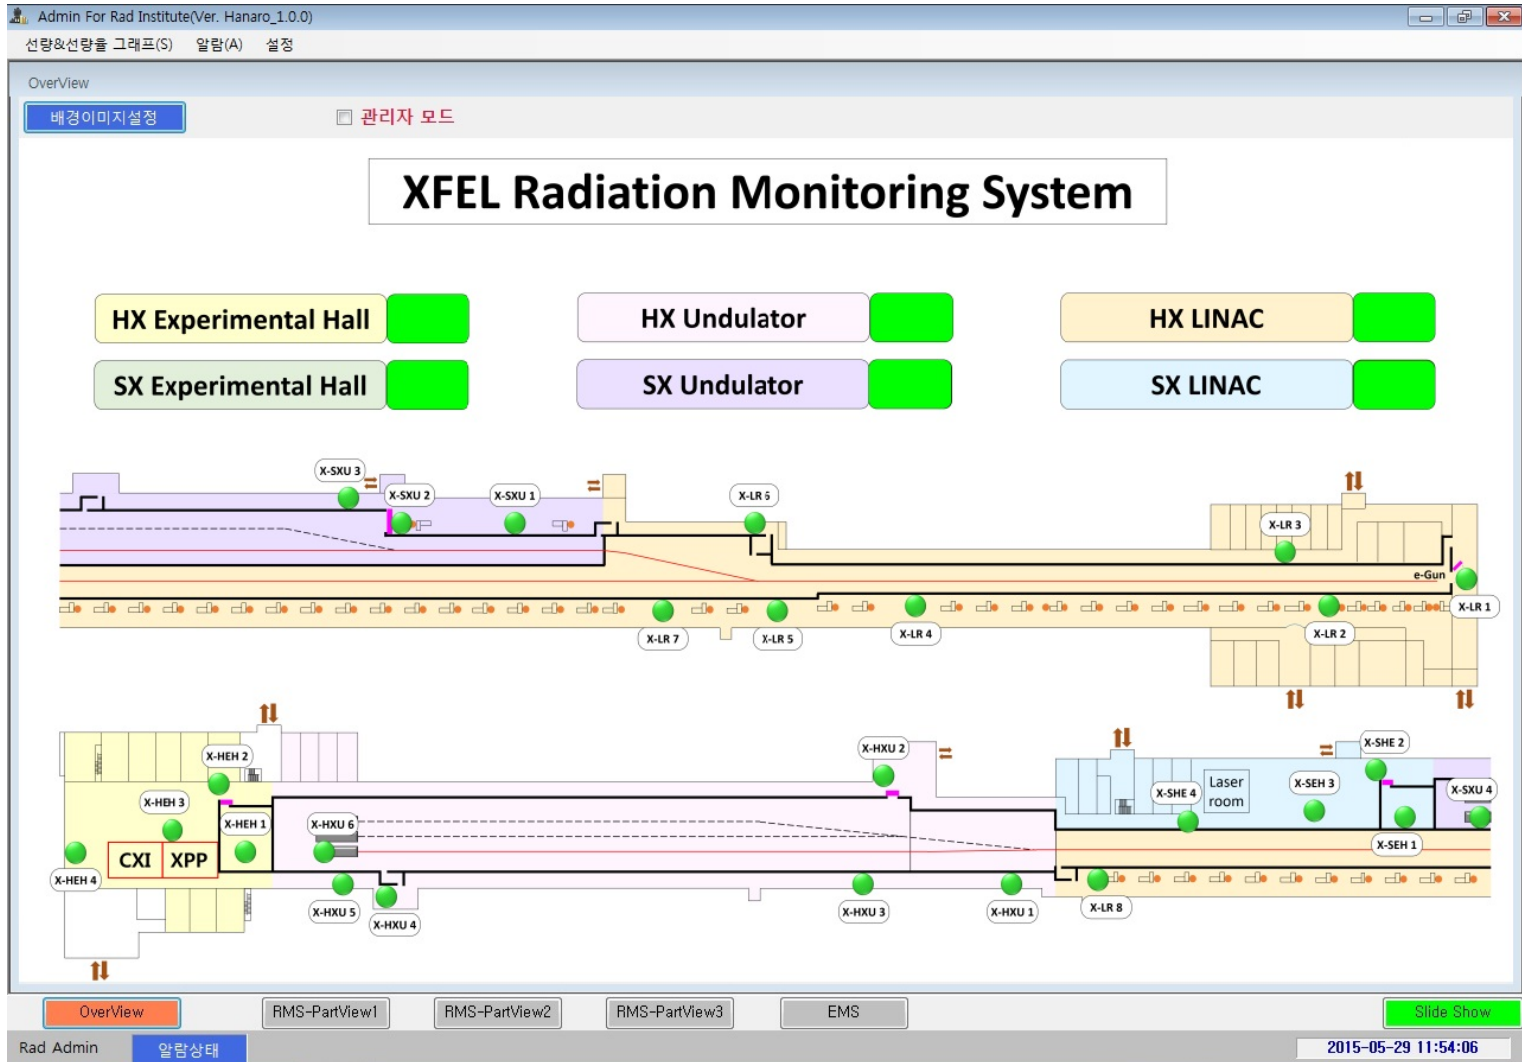 Admin For Rad Institute(Ver. Hanaro_1.0.0)
선량&선량율 그래프(S) 알람(A) 설정
OverView
배경이미지설정 관리자 모드
XFEL Radiation Monitoring System
HX Experimental Hall HX Undulator HX LINAC
SX Experimental Hall SX Undulator SX LINAC
X-SXU 3
X-SXU 2 X-SXU 1 X-LR 6
X-LR 3
e-Gun
X-LR 1
X-LR 7 X-LR 5 X-LR 4 X-LR 2
X-HEH 2 X-HXU 2 X-SHE 2
X-HEH 3 X-SHE 4 Laser room X-SEH 3 X-SXU 4
X-HEH 1 X-HXU 6
X-SEH 1
CXI XPP
X-HEH 4
X-HXU 5 X-HXU 4 X-HXU 3 X-HXU 1 X-LR 8
OverView RMS-PartView1 RMS-PartView2 RMS-PartView3 EMS Slide Show
Rad Admin 알람상태 2015-05-29 11:54:06